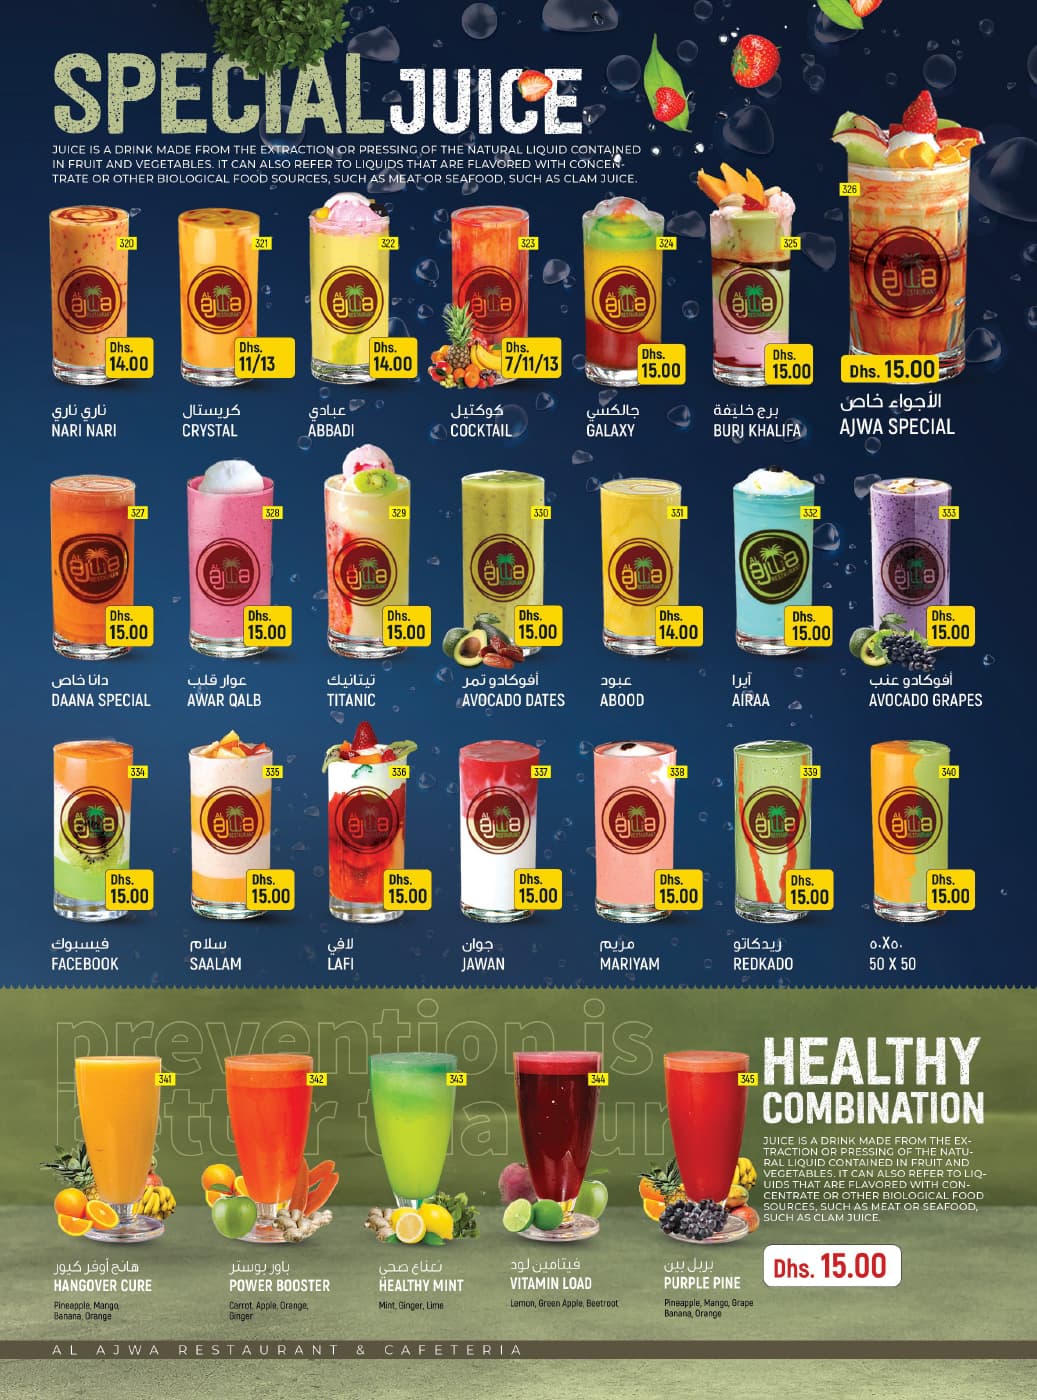 SPECIAL JUICE
JUICE IS A DRINK MADE FROM THE EXTRACTION OR PRESSING OF THE NATURAL LIQUID CONTAINED
IN FRUIT AND VEGETABLES. IT CAN ALSO REFER TO LIQUIDS THAT ARE FLAVORED WITH CONCEN-
TRATE OR OTHER BIOLOGICAL FOOD SOURCES, SUCH AS MEAT OR SEAFOOD, SUCH AS CLAM JUICE.
320
Dhs.
14.00
ناري ناري
NARI NARI
321
Dhs.
11/13
كريستال
CRYSTAL
322
Dhs.
14.00
عبادي
ABBADI
323
Dhs.
7/11/13
كوكتيل
COCKTAIL
324
Dhs.
15.00
جالكسي
GALAXY
325
Dhs.
15.00
برج خليفة
BURJ KHALIFA
326
Dhs. 15.00
الأجواء خاص
AJWA SPECIAL
327
Dhs.
15.00
دانا خاص
DAANA SPECIAL
328
Dhs.
15.00
عوار قلب
AWAR QALB
329
Dhs.
15.00
تيتانيك
TITANIC
330
Dhs.
15.00
أفوكادو تمر
AVOCADO DATES
331
Dhs.
14.00
عبود
ABOOD
332
Dhs.
15.00
آيرا
AIRAA
333
Dhs.
15.00
أفوكادو عنب
AVOCADO GRAPES
334
Dhs.
15.00
فيسبوك
FACEBOOK
335
Dhs.
15.00
سلام
SAALAM
336
Dhs.
15.00
لافي
LAFI
337
Dhs.
15.00
جوان
JAWAN
338
Dhs.
15.00
مريم
MARIYAM
339
Dhs.
15.00
ريدكاتو
REDKADO
340
Dhs.
15.00
٥٠X٥٠
50 X 50
AL
ajwa
RESTAURANT
prevention is
341
هانج أوفر كيور
HANGOVER CURE
Pineapple, Mango,
Banana, Orange
342
باور بوستر
POWER BOOSTER
Carrot, Apple, Orange,
Ginger
343
نعناع صحي
HEALTHY MINT
Mint, Ginger, Lime
344
فيتامين لود
VITAMIN LOAD
Lemon, Green Apple, Beetroot
345
بربل بين
PURPLE PINE
Pineapple, Mango, Grape
Banana, Orange
HEALTHY
COMBINATION
JUICE IS A DRINK MADE FROM THE EX-
TRACTION OR PRESSING OF THE NATU-
RAL LIQUID CONTAINED IN FRUIT AND
VEGETABLES. IT CAN ALSO REFER TO LIQ-
UIDS THAT ARE FLAVORED WITH CON-
CENTRATE OR OTHER BIOLOGICAL FOOD
SOURCES, SUCH AS MEAT OR SEAFOOD,
SUCH AS CLAM JUICE.
Dhs. 15.00
AL AJWA RESTAURANT & CAFETERIA